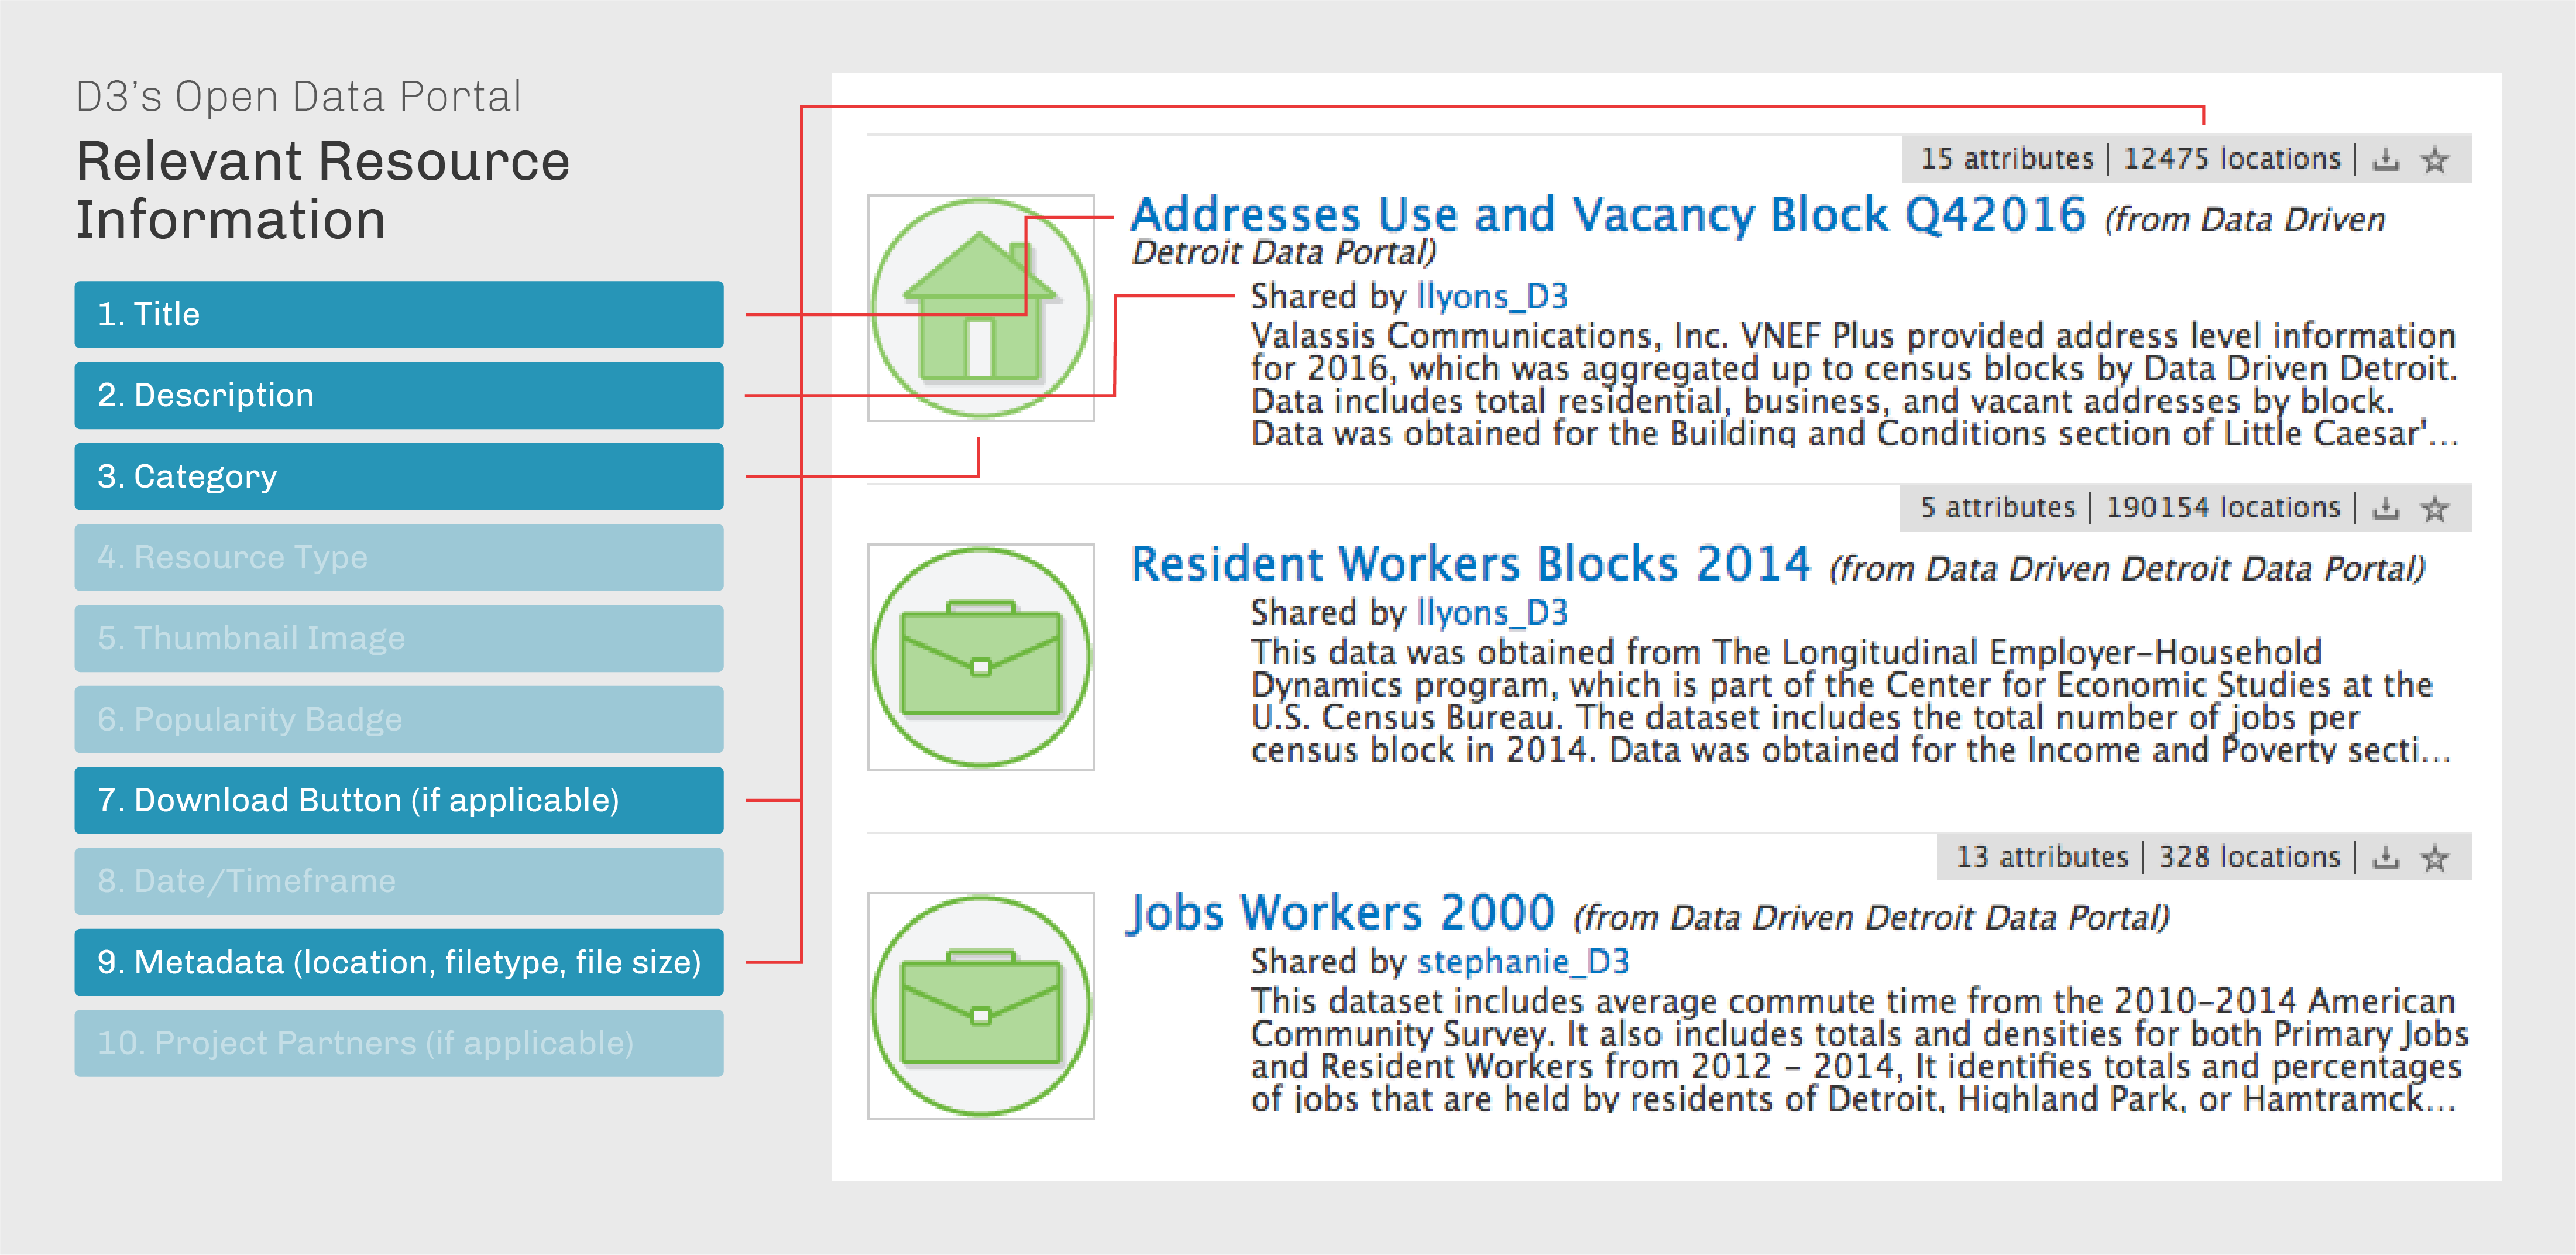 D3’s Open Data Portal
Relevant Resource
Information
1. Title
2. Description
3. Category
4. Resource Type
5. Thumbnail Image
6. Popularity Badge
7. Download Button (if applicable)
8. Date/Timeframe
9. Metadata (location, filetype, file size)
10. Project Partners (if applicable)
15 attributes | 12475 locations |
Addresses Use and Vacancy Block Q42016 (from Data Driven
Detroit Data Portal)
Shared by llyons_D3
Valassis Communications, Inc. VNEF Plus provided address level information
for 2016, which was aggregated up to census blocks by Data Driven Detroit.
Data includes total residential, business, and vacant addresses by block.
Data was obtained for the Building and Conditions section of Little Caesar'...
5 attributes | 190154 locations |
Resident Workers Blocks 2014 (from Data Driven Detroit Data Portal)
Shared by llyons_D3
This data was obtained from The Longitudinal Employer-Household
Dynamics program, which is part of the Center for Economic Studies at the
U.S. Census Bureau. The dataset includes the total number of jobs per
census block in 2014. Data was obtained for the Income and Poverty secti...
13 attributes | 328 locations |
Jobs Workers 2000 (from Data Driven Detroit Data Portal)
Shared by stephanie_D3
This dataset includes average commute time from the 2010-2014 American
Community Survey. It also includes totals and densities for both Primary Jobs
and Resident Workers from 2012 - 2014, It identifies totals and percentages
of jobs that are held by residents of Detroit, Highland Park, or Hamtramck...